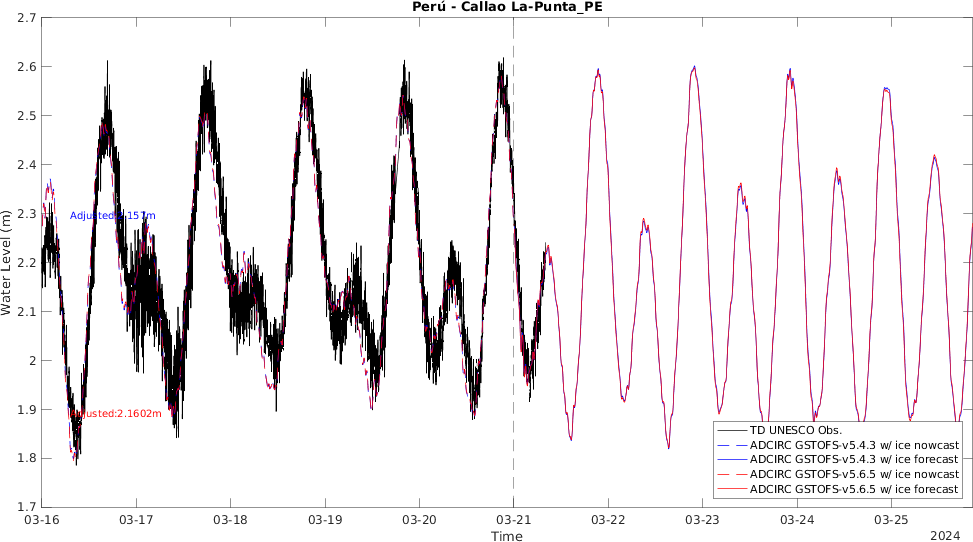 Perú - Callao La-Punta_PE
2.7
2.6
2.5
2.4
2.3
2.2
2.1
2
1.9
1.8
1.7
Water Level (m)
Adjusted:2.157m
Adjusted:2.1602m
TD UNESCO Obs.
ADCIRC GSTOFS-v5.4.3 w/ ice nowcast
ADCIRC GSTOFS-v5.4.3 w/ ice forecast
ADCIRC GSTOFS-v5.6.5 w/ ice nowcast
ADCIRC GSTOFS-v5.6.5 w/ ice forecast
03-16
03-17
03-18
03-19
03-20
03-21
03-22
03-23
03-24
03-25
Time
2024